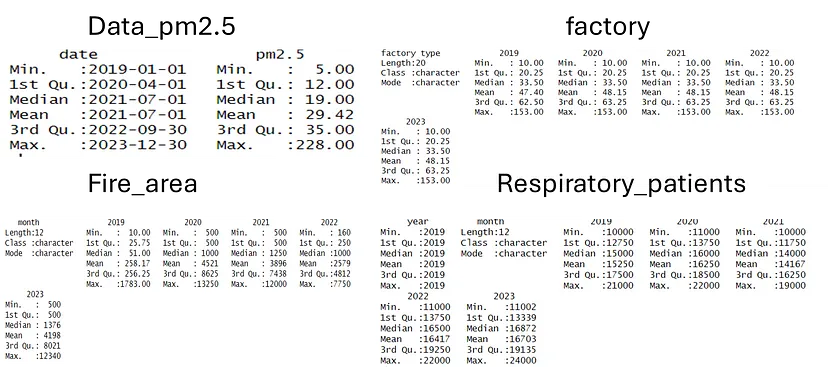 Data_pm2.5
date pm2.5
Min. :2019-01-01 Min. : 5.00
1st Qu.:2020-04-01 1st Qu.: 12.00
Median :2021-07-01 Median : 19.00
Mean :2021-07-01 Mean : 29.42
3rd Qu.:2022-09-30 3rd Qu.: 35.00
Max. :2023-12-30 Max. :228.00
factory
factory type 2019 2020 2021 2022
Length:20 Min. : 10.00 Min. : 10.00 Min. : 10.00 Min. : 10.00
Class :character 1st Qu.: 20.25 1st Qu.: 20.25 1st Qu.: 20.25 1st Qu.: 20.25
Mode :character Median : 33.50 Median : 33.50 Median : 33.50 Median : 33.50
Mean : 47.40 Mean : 48.15 Mean : 48.15 Mean : 48.15
3rd Qu.: 62.50 3rd Qu.: 63.25 3rd Qu.: 63.25 3rd Qu.: 63.25
Max. :153.00 Max. :153.00 Max. :153.00 Max. :153.00
2023
Min. : 10.00
1st Qu.: 20.25
Median : 33.50
Mean : 48.15
3rd Qu.: 63.25
Max. :153.00
Fire_area
month 2019 2020 2021 2022
Length:12 Min. : 10.00 Min. : 500 Min. : 500 Min. : 160
Class :character 1st Qu.: 25.75 1st Qu.: 500 1st Qu.: 500 1st Qu.: 250
Mode :character Median : 51.00 Median : 1000 Median : 1250 Median :1000
Mean : 258.17 Mean : 4521 Mean : 3896 Mean :2579
3rd Qu.: 256.25 3rd Qu.: 8625 3rd Qu.: 7438 3rd Qu.:4812
Max. :1783.00 Max. :13250 Max. :12000 Max. :7750
2023
Min. : 500
1st Qu.: 500
Median : 1376
Mean : 4198
3rd Qu.: 8021
Max. :12340
Respiratory_patients
year month 2019 2020 2021
Min. :2019 Length:12 Min. :10000 Min. :11000 Min. :10000
1st Qu.:2019 Class :character 1st Qu.:12750 1st Qu.:13750 1st Qu.:11750
Median :2019 Mode :character Median :15000 Median :16000 Median :14000
Mean :2019 Mean :15250 Mean :16250 Mean :14167
3rd Qu.:2019 3rd Qu.:17500 3rd Qu.:18500 3rd Qu.:16250
Max. :2019 Max. :21000 Max. :22000 Max. :19000
2022 2023
Min. :11000 Min. :11002
1st Qu.:13750 1st Qu.:13339
Median :16500 Median :16872
Mean :16417 Mean :16703
3rd Qu.:19250 3rd Qu.:19135
Max. :22000 Max. :24000